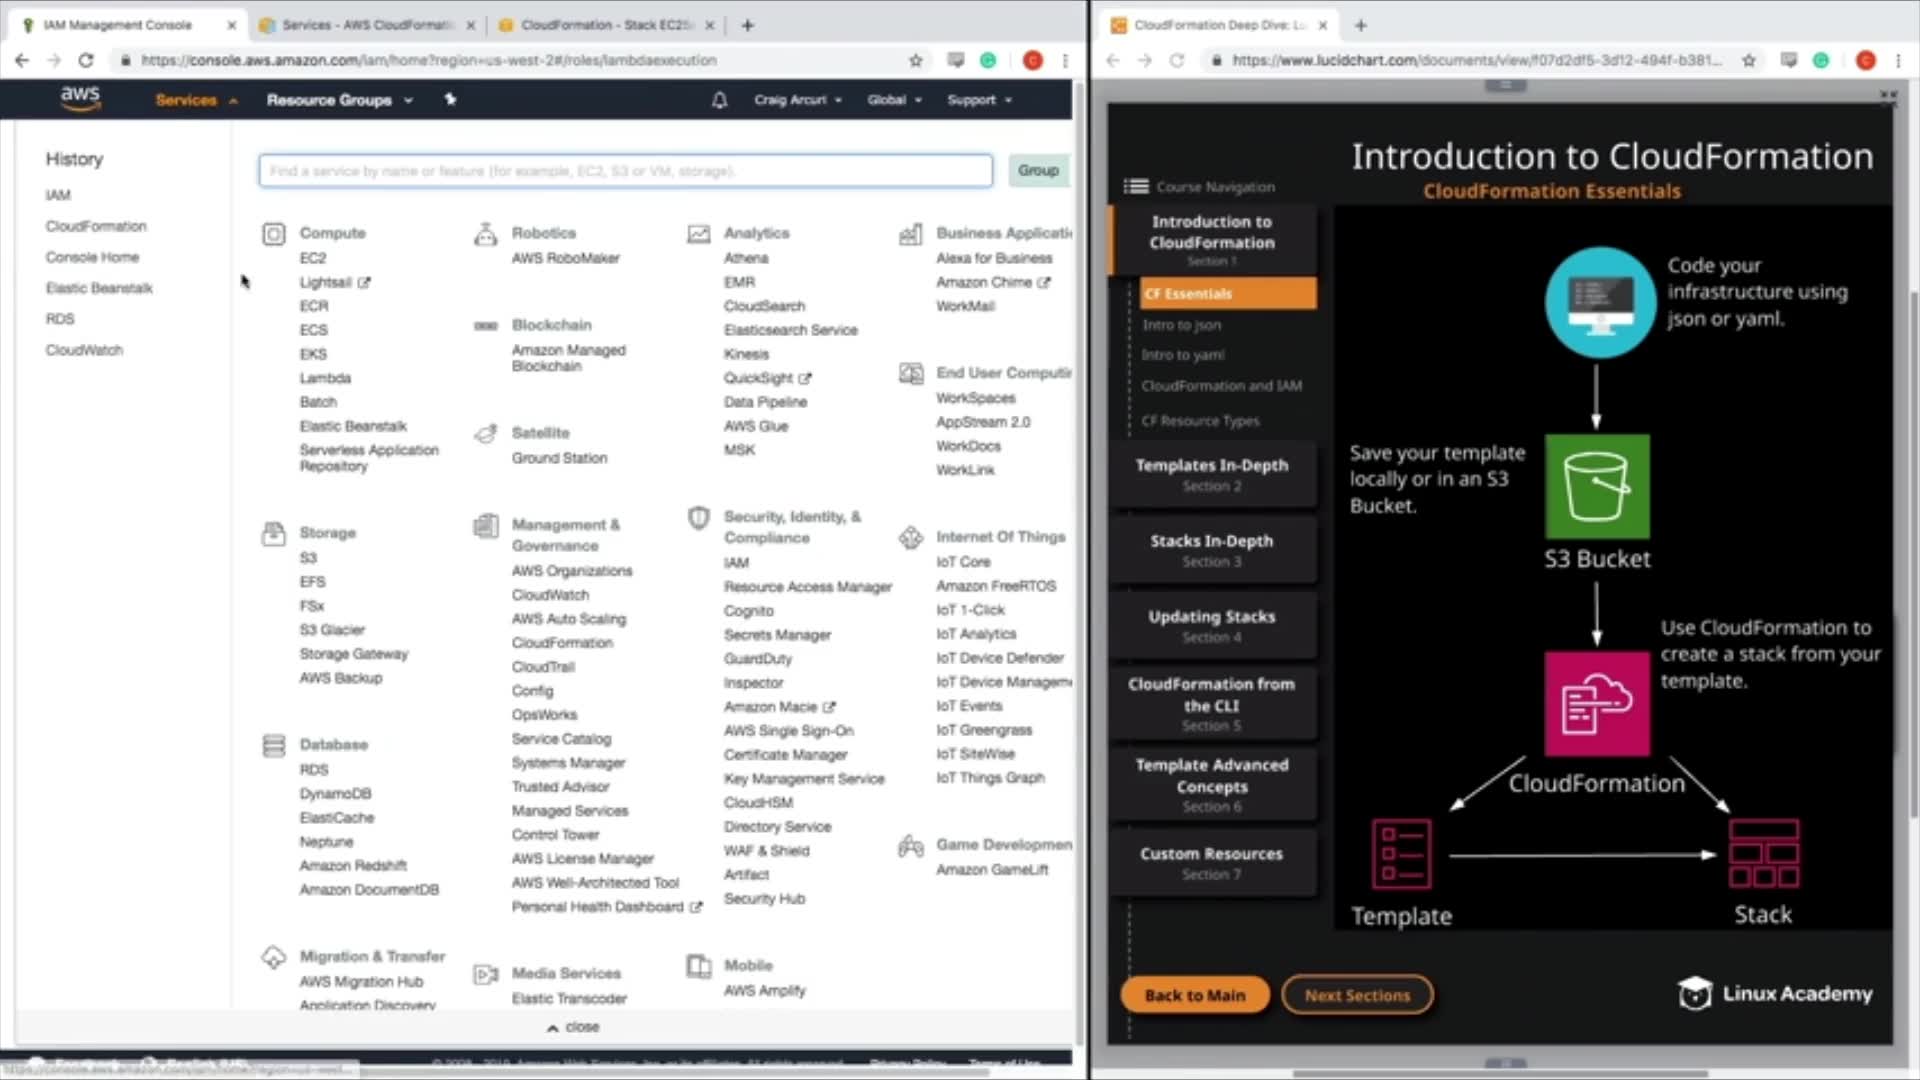 IAM Management Console
Services - AWS CloudFormati
CloudFormation - Stack EC2
https://console.aws.amazon.com/iam/home?region=us-west-2#/roles/lambdaexecution
aws
Services
Resource Groups
Craig Arcuri
Global
Support
History
IAM
CloudFormation
Console Home
Elastic Beanstalk
RDS
CloudWatch
Find a service by name or feature (for example, EC2, S3 or VM, storage).
Group
Compute
EC2
Lightsail
ECR
ECS
EKS
Lambda
Batch
Elastic Beanstalk
Serverless Application
Repository
Storage
S3
EFS
FSx
S3 Glacier
Storage Gateway
AWS Backup
Database
RDS
DynamoDB
ElastiCache
Neptune
Amazon Redshift
Amazon DocumentDB
Migration & Transfer
AWS Migration Hub
Application Discovery
Robotics
AWS RoboMaker
Blockchain
Amazon Managed
Blockchain
Satellite
Ground Station
Management &
Governance
AWS Organizations
CloudWatch
AWS Auto Scaling
CloudFormation
CloudTrail
Config
OpsWorks
Service Catalog
Systems Manager
Trusted Advisor
Managed Services
Control Tower
AWS License Manager
AWS Well-Architected Tool
Personal Health Dashboard
Media Services
Elastic Transcoder
Analytics
Athena
EMR
CloudSearch
Elasticsearch Service
Kinesis
QuickSight
Data Pipeline
AWS Glue
MSK
Security, Identity, &
Compliance
IAM
Resource Access Manager
Cognito
Secrets Manager
GuardDuty
Inspector
Amazon Macie
AWS Single Sign-On
Certificate Manager
Key Management Service
CloudHSM
Directory Service
WAF & Shield
Artifact
Security Hub
Mobile
AWS Amplify
Business Applicati
Alexa for Business
Amazon Chime
WorkMail
End User Computi
WorkSpaces
AppStream 2.0
WorkDocs
WorkLink
Internet Of Things
IoT Core
Amazon FreeRTOS
IoT 1-Click
IoT Analytics
IoT Device Defender
IoT Device Managem
IoT Events
IoT Greengrass
IoT SiteWise
IoT Things Graph
Game Developmen
Amazon GameLift
close
CloudFormation Deep Dive: Lu
https://www.lucidchart.com/documents/view/f07d2df5-3d12-494f-b381...
Introduction to CloudFormation
CloudFormation Essentials
Course Navigation
Introduction to
CloudFormation
Section 1
CF Essentials
Intro to json
Intro to yaml
CloudFormation and IAM
CF Resource Types
Templates In-Depth
Section 2
Stacks In-Depth
Section 3
Updating Stacks
Section 4
CloudFormation from
the CLI
Section 5
Template Advanced
Concepts
Section 6
Custom Resources
Section 7
Code your
infrastructure using
json or yaml.
Save your template
locally or in an S3
Bucket.
S3 Bucket
Use CloudFormation to
create a stack from your
template.
CloudFormation
Template
Stack
Back to Main
Next Sections
Linux Academy